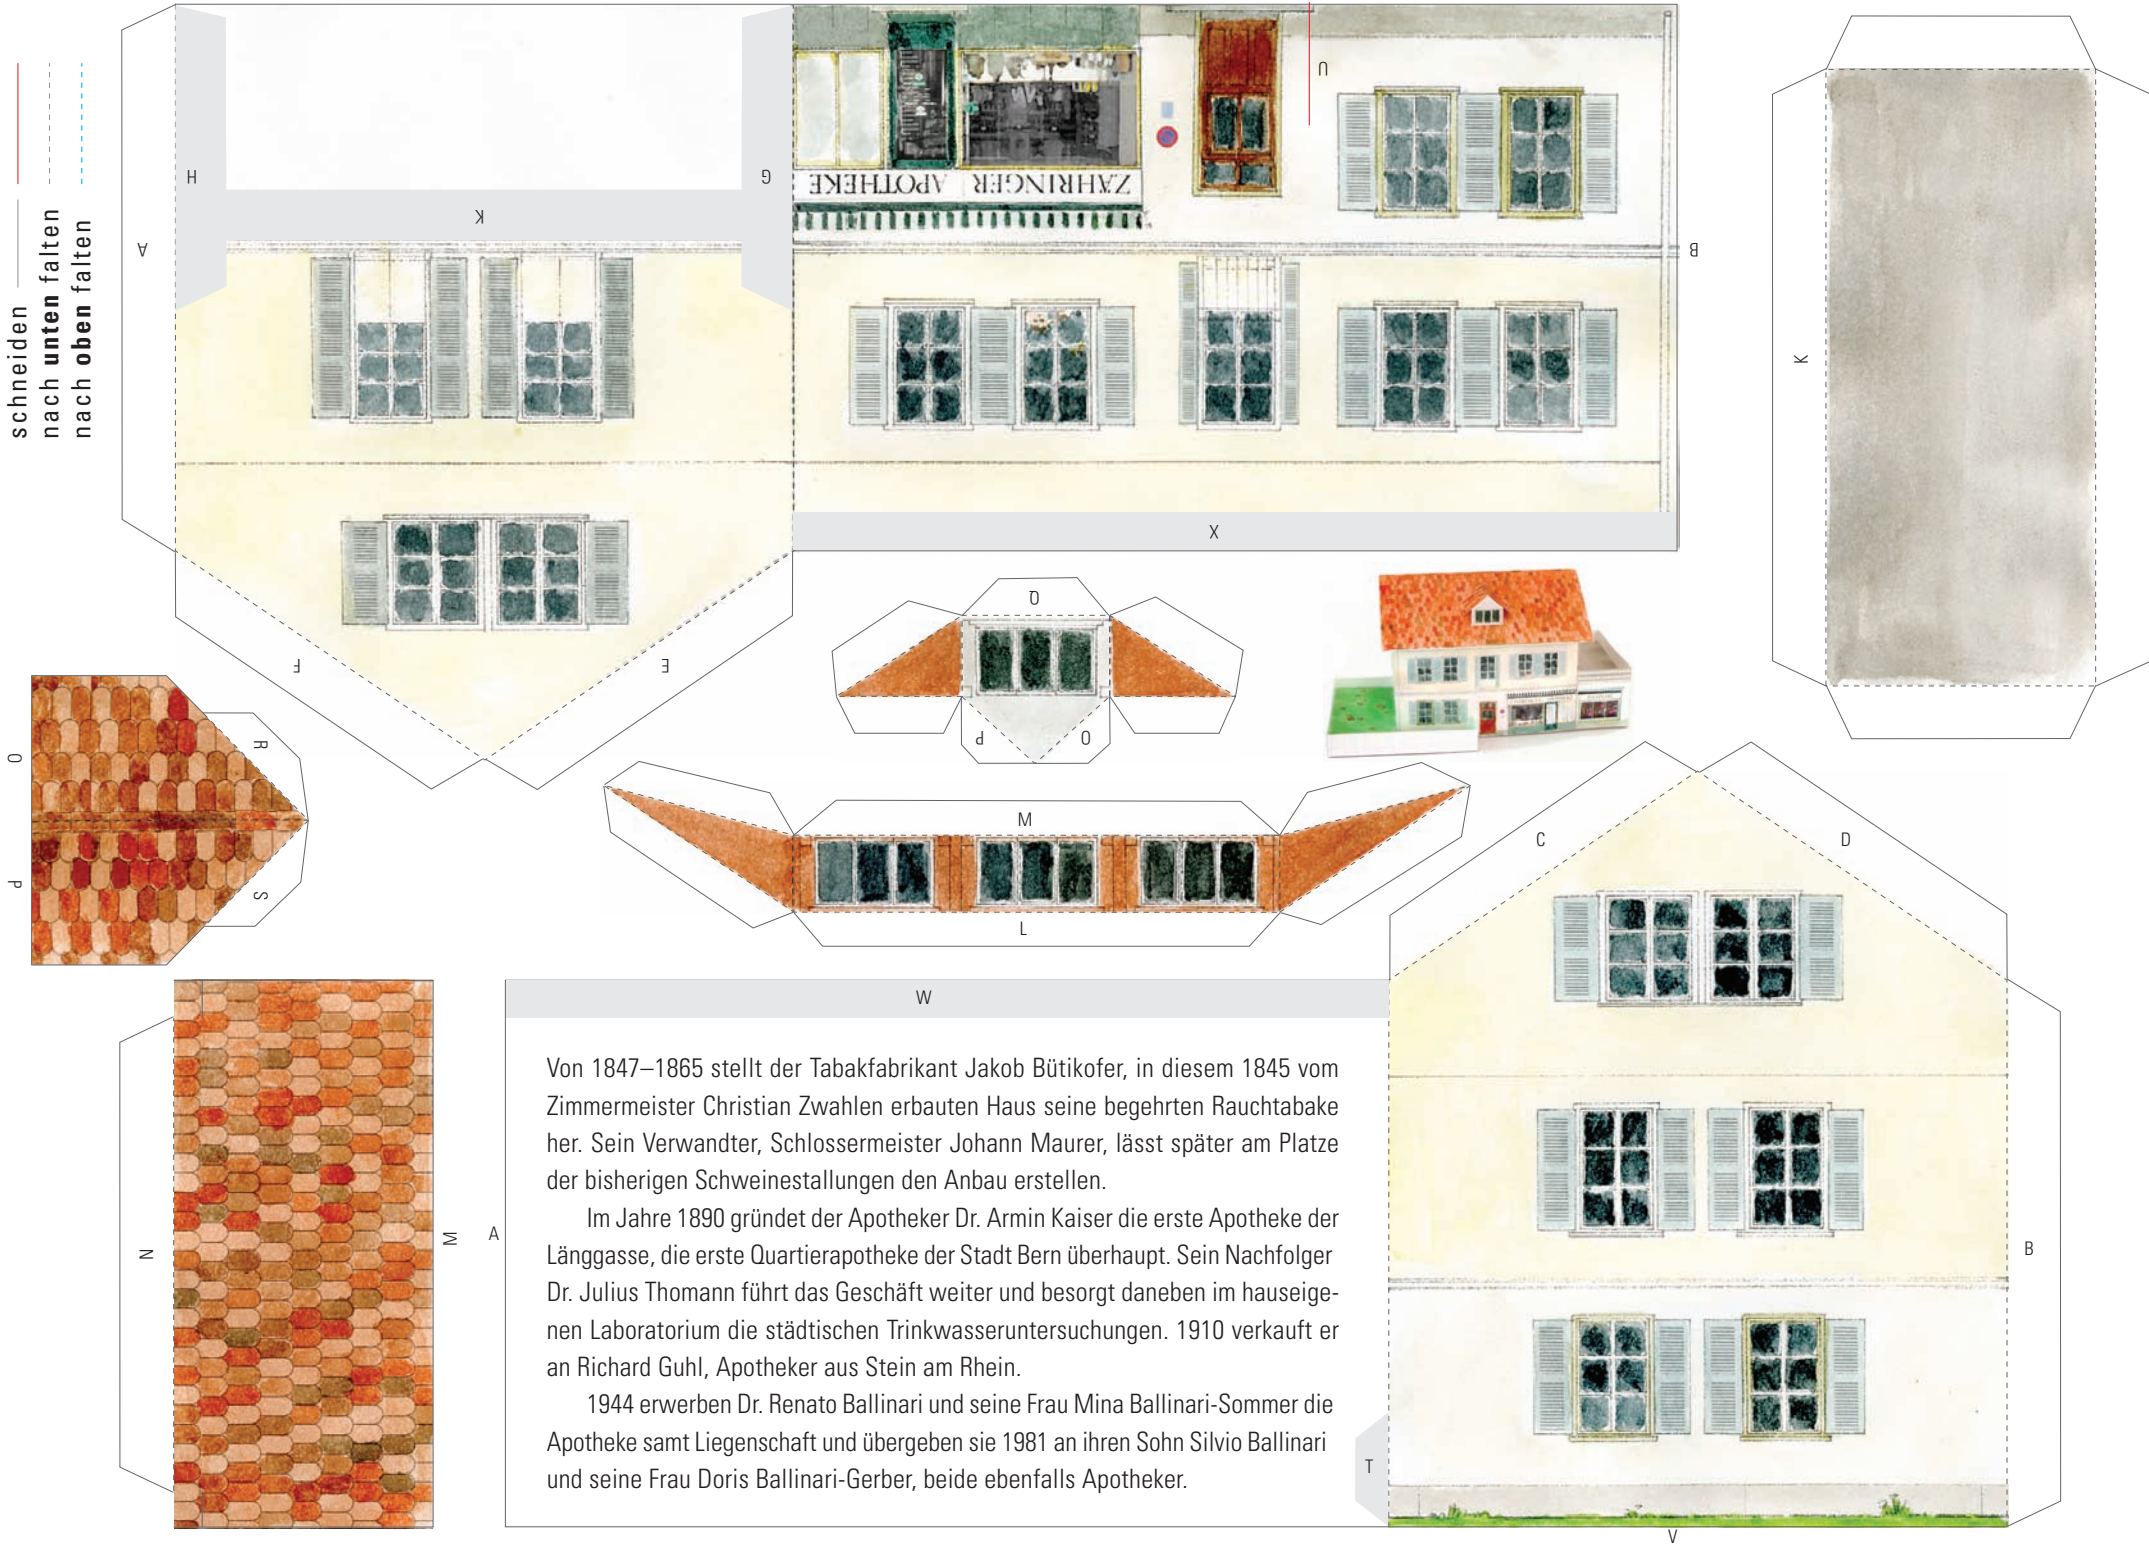 schneiden
nach unten falten
nach oben falten
A
H
K
G
ZÄHRINGER APOTHEKE
U
B
X
K
F
E
Q
P
O
R
S
O
P
M
L
C
D
N
M
A
W
Von 1847–1865 stellt der Tabakfabrikant Jakob Bütikofer, in diesem 1845 vom
Zimmermeister Christian Zwahlen erbauten Haus seine begehrten Rauchtabake
her. Sein Verwandter, Schlossermeister Johann Maurer, lässt später am Platze
der bisherigen Schweinestallungen den Anbau erstellen.
Im Jahre 1890 gründet der Apotheker Dr. Armin Kaiser die erste Apotheke der
Länggasse, die erste Quartierapotheke der Stadt Bern überhaupt. Sein Nachfolger
Dr. Julius Thomann führt das Geschäft weiter und besorgt daneben im hauseige-
nen Laboratorium die städtischen Trinkwasseruntersuchungen. 1910 verkauft er
an Richard Guhl, Apotheker aus Stein am Rhein.
1944 erwerben Dr. Renato Ballinari und seine Frau Mina Ballinari-Sommer die
Apotheke samt Liegenschaft und übergeben sie 1981 an ihren Sohn Silvio Ballinari
und seine Frau Doris Ballinari-Gerber, beide ebenfalls Apotheker.
T
B
V